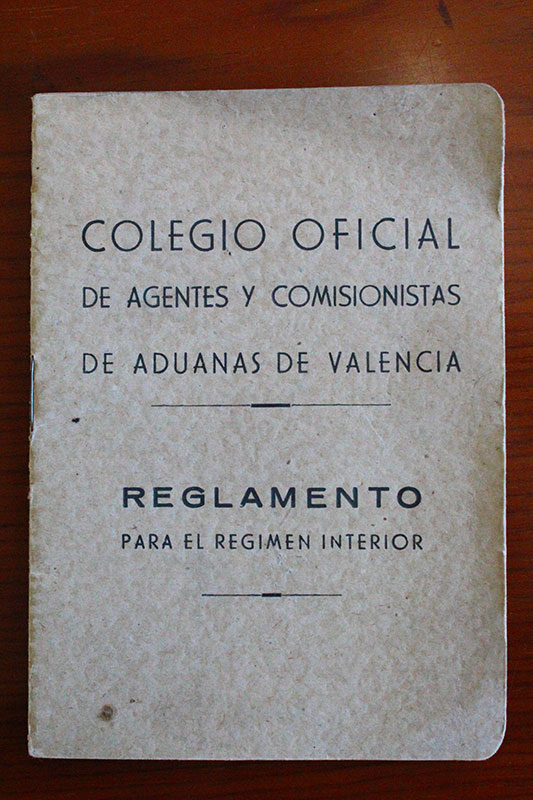 COLEGIO OFICIAL
DE AGENTES Y COMISIONISTAS
DE ADUANAS DE VALENCIA
REGLAMENTO
PARA EL REGIMEN INTERIOR